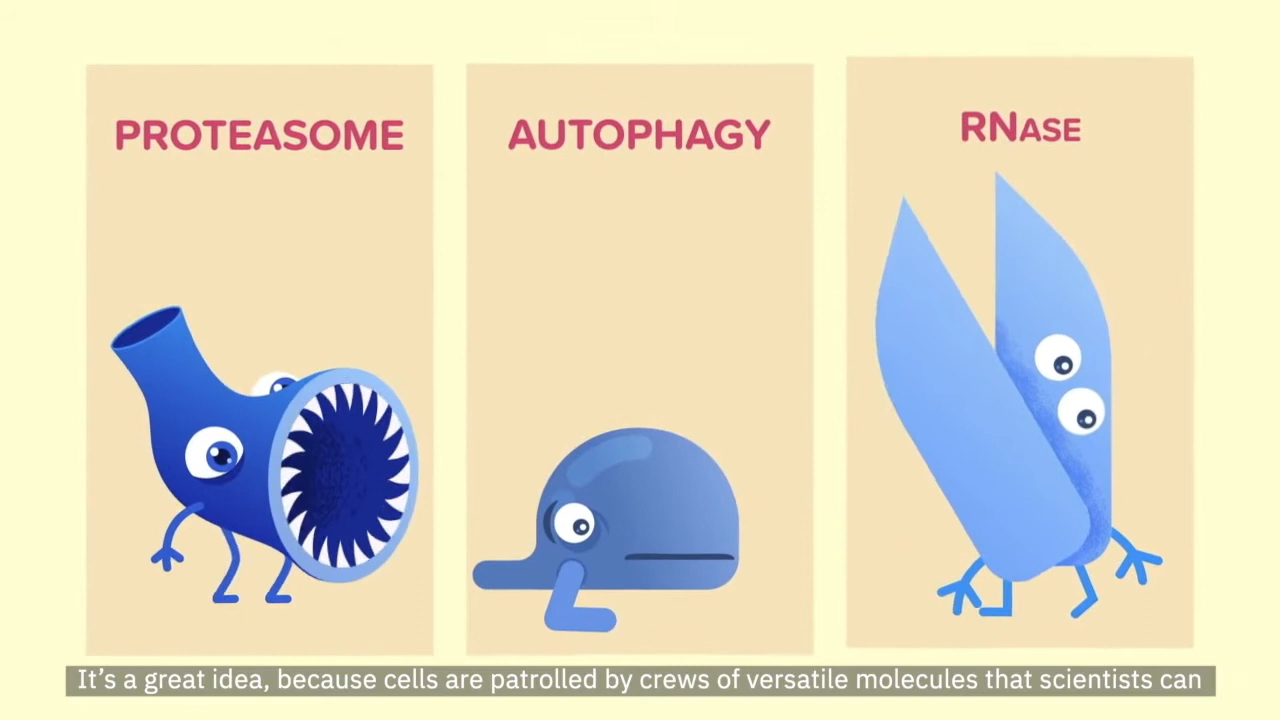 PROTEASOME
AUTOPHAGY
RNASE
It's a great idea, because cells are patrolled by crews of versatile molecules that scientists can